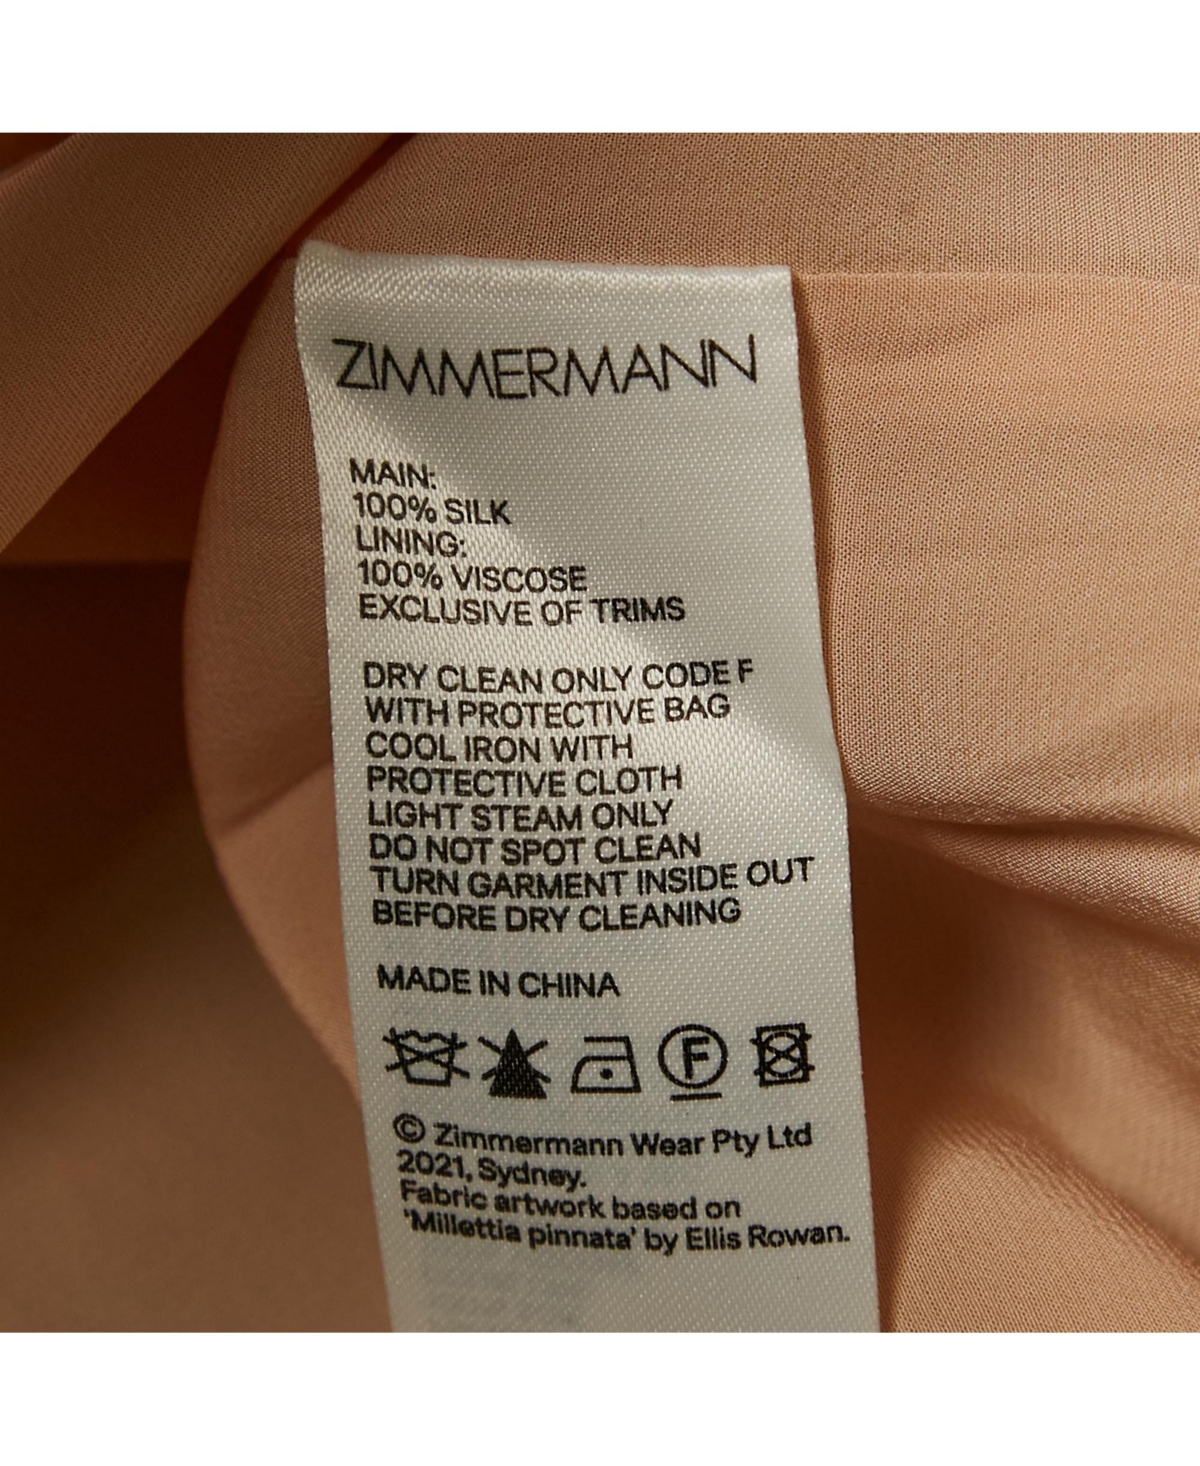 ZIMMERMANN
MAIN:
100% SILK
LINING:
100% VISCOSE
EXCLUSIVE OF TRIMS
DRY CLEAN ONLY CODE F
WITH PROTECTIVE BAG
COOL IRON WITH
PROTECTIVE CLOTH
LIGHT STEAM ONLY
DO NOT SPOT CLEAN
TURN GARMENT INSIDE OUT
BEFORE DRY CLEANING
MADE IN CHINA
F
© Zimmermann Wear Pty Ltd
2021, Sydney.
Fabric artwork based on
'Millettia pinnata' by Ellis Rowan.